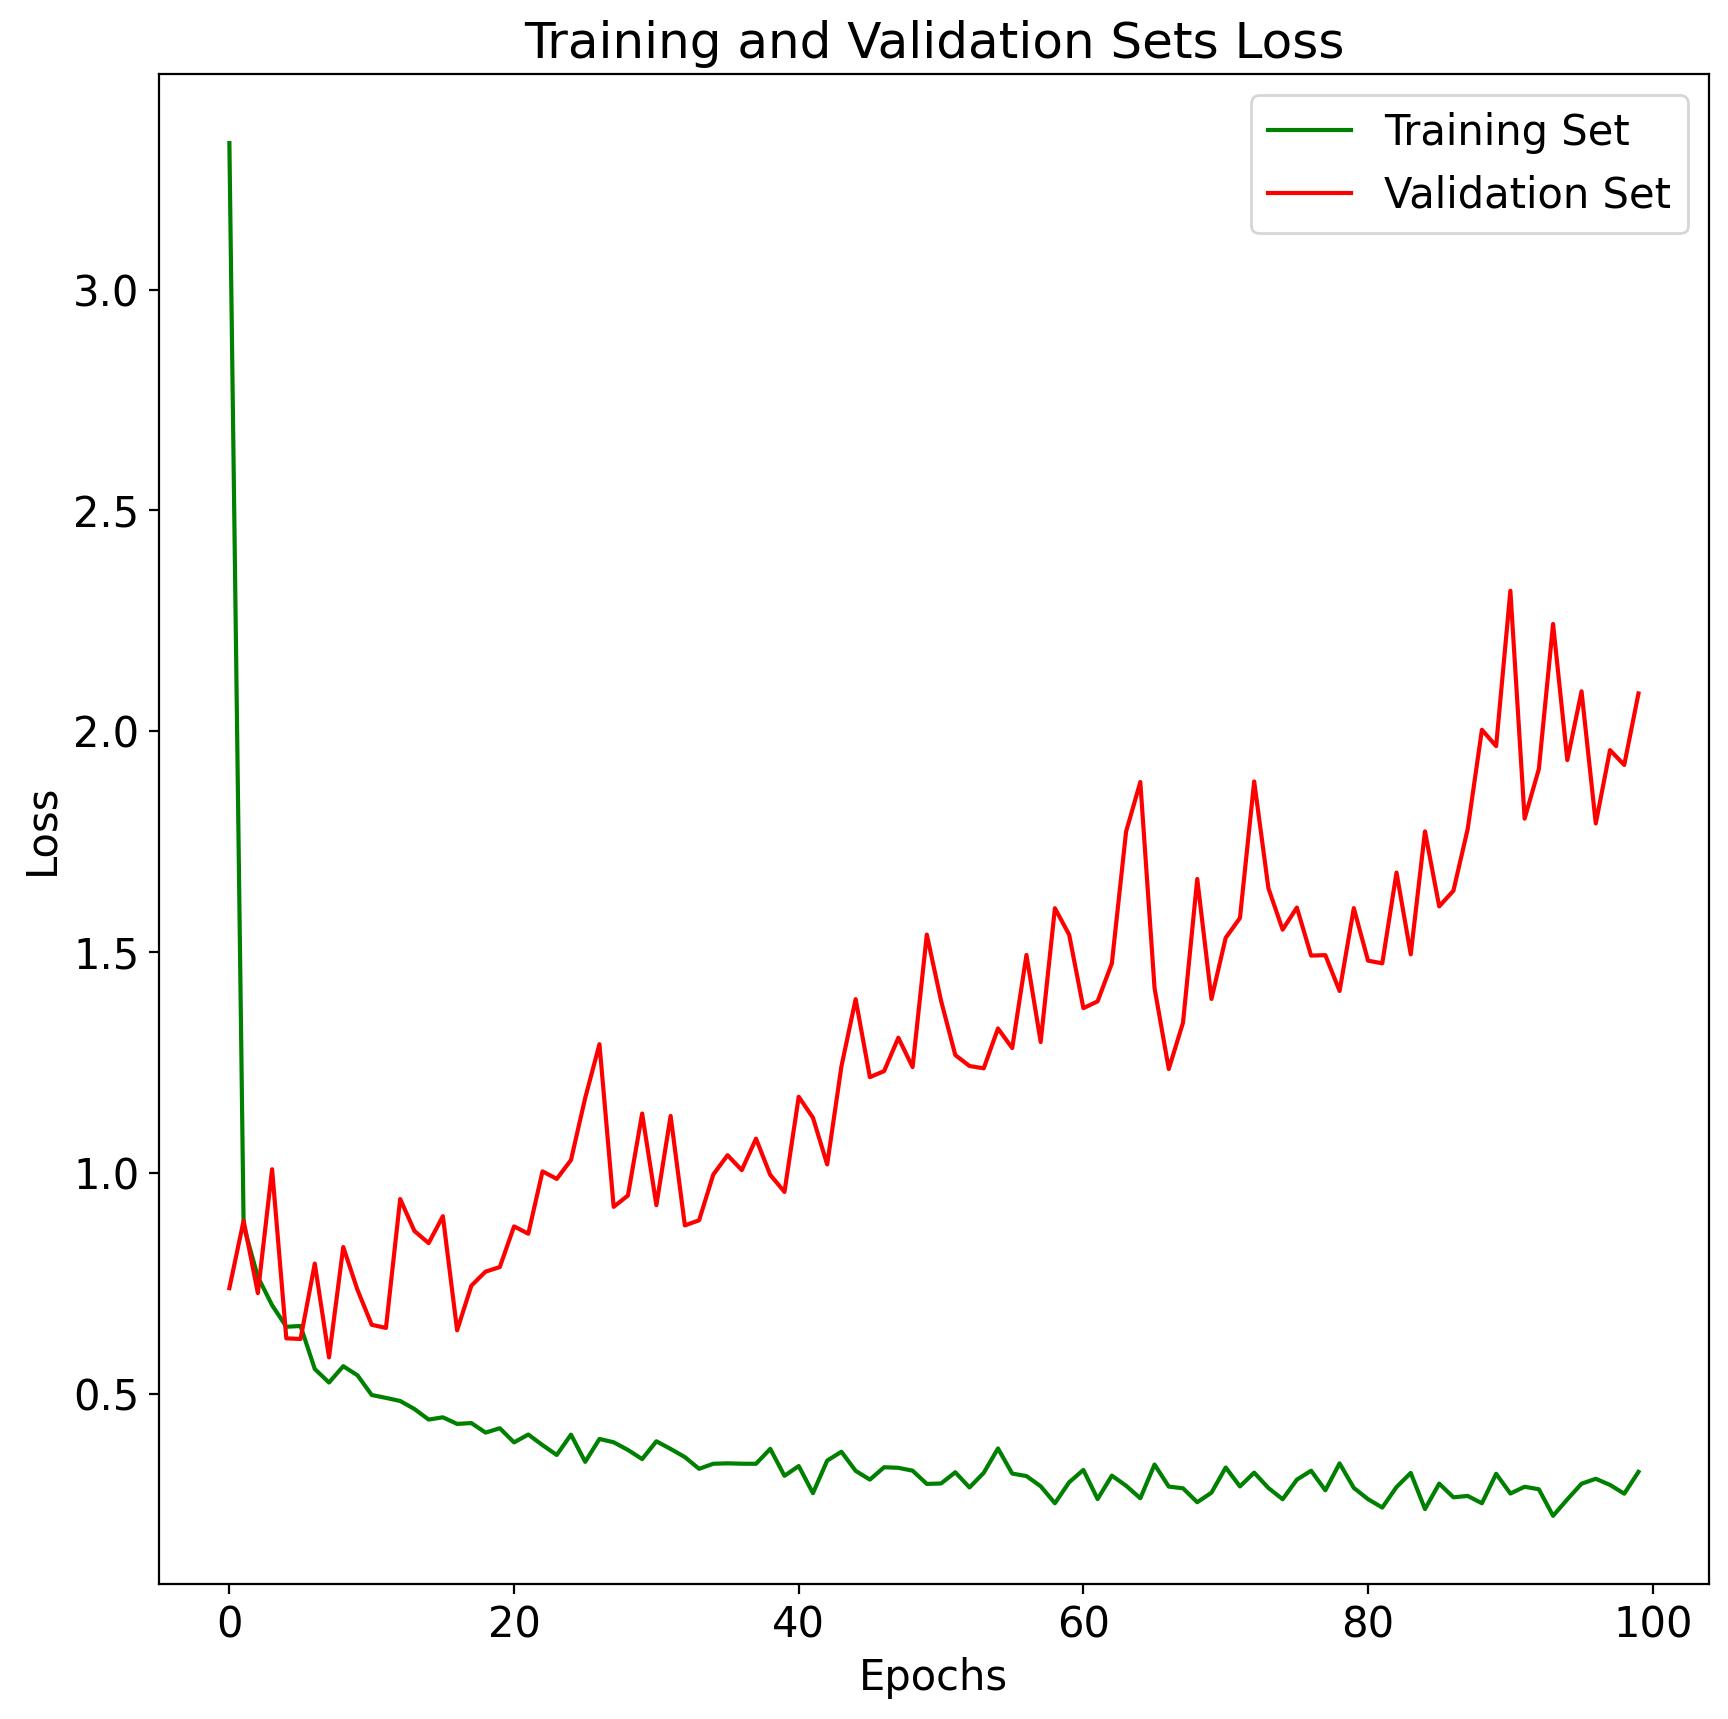 Training and Validation Sets Loss
Training Set
Validation Set
3.0
2.5
2.0
1.5
1.0
0.5
Loss
0 20 40 60 80 100
Epochs